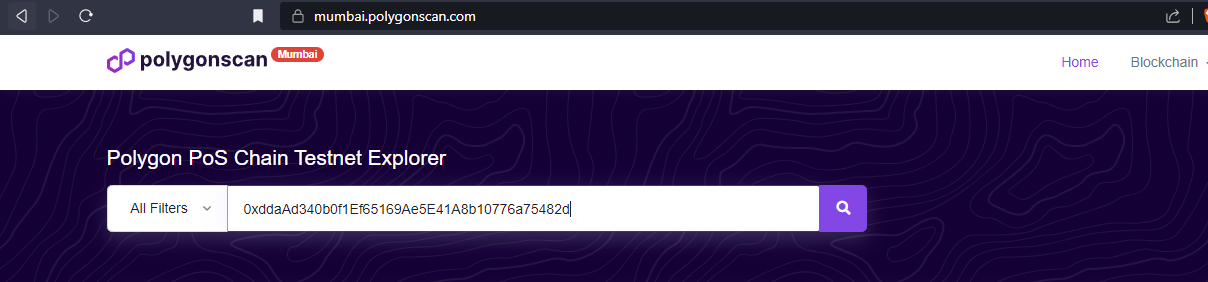 mumbai.polygonscan.com
polygonscan Mumbai
Home Blockchain
Polygon PoS Chain Testnet Explorer
All Filters 0xddaAd340b0f1Ef65169Ae5E41A8b10776a75482d